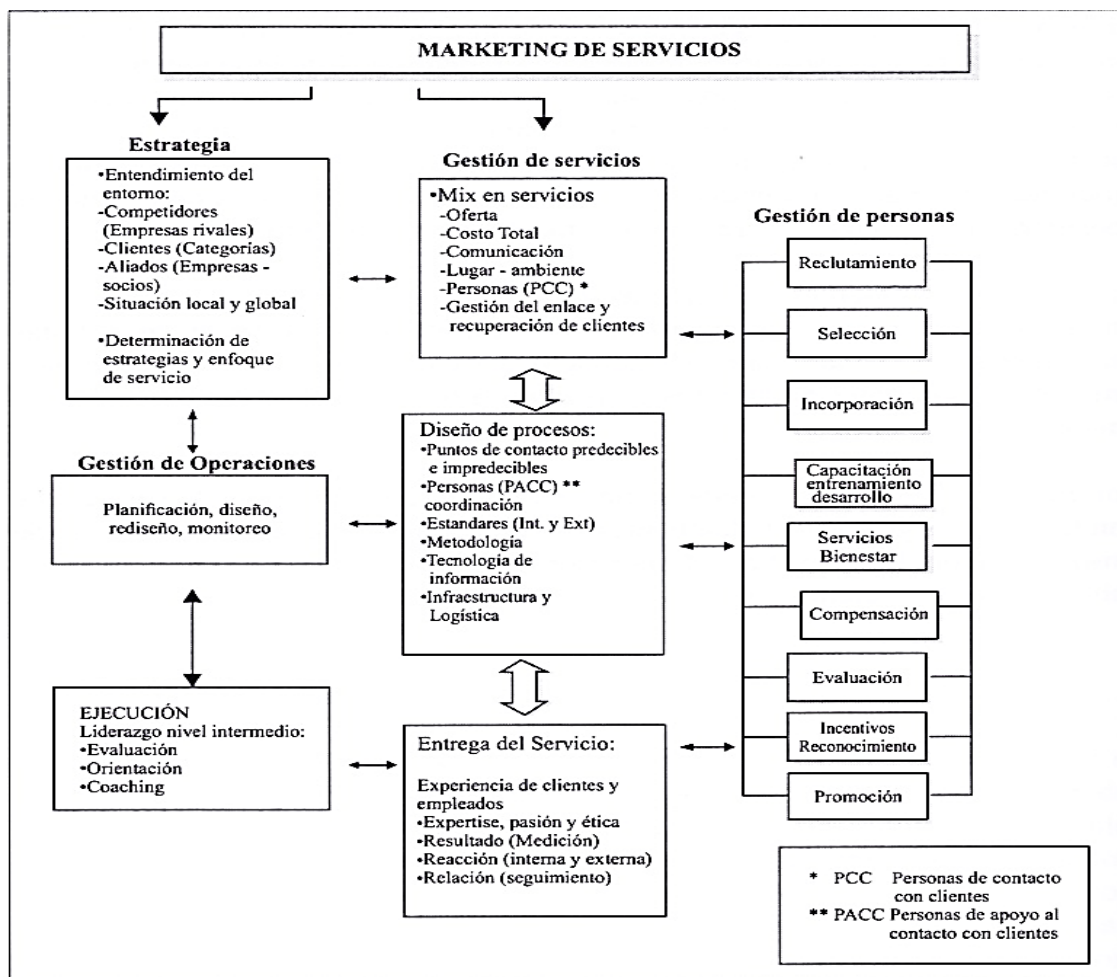 MARKETING DE SERVICIOS
Estrategia
•Entendimiento del
entorno:
-Competidores
(Empresas rivales)
-Clientes (Categorías)
-Aliados (Empresas -
socios)
-Situación local y global
•Determinación de
estrategias y enfoque
de servicio
Gestión de servicios
•Mix en servicios
-Oferta
-Costo Total
-Comunicación
-Lugar - ambiente
-Personas (PCC) *
-Gestión del enlace y
recuperación de clientes
Gestión de Operaciones
Planificación, diseño,
rediseño, monitoreo
Diseño de procesos:
•Puntos de contacto predecibles
e impredecibles
•Personas (PACC) **
coordinación
•Estandares (Int. y Ext)
•Metodología
•Tecnología de
información
•Infraestructura y
Logística
EJECUCIÓN
Liderazgo nivel intermedio:
•Evaluación
•Orientación
•Coaching
Entrega del Servicio:
Experiencia de clientes y
empleados
•Expertise, pasión y ética
•Resultado (Medición)
•Reacción (interna y externa)
•Relación (seguimiento)
Gestión de personas
Reclutamiento
Selección
Incorporación
Capacitación
entrenamiento
desarrollo
Servicios
Bienestar
Compensación
Evaluación
Incentivos
Reconocimiento
Promoción
* PCC Personas de contacto
con clientes
** PACC Personas de apoyo al
contacto con clientes